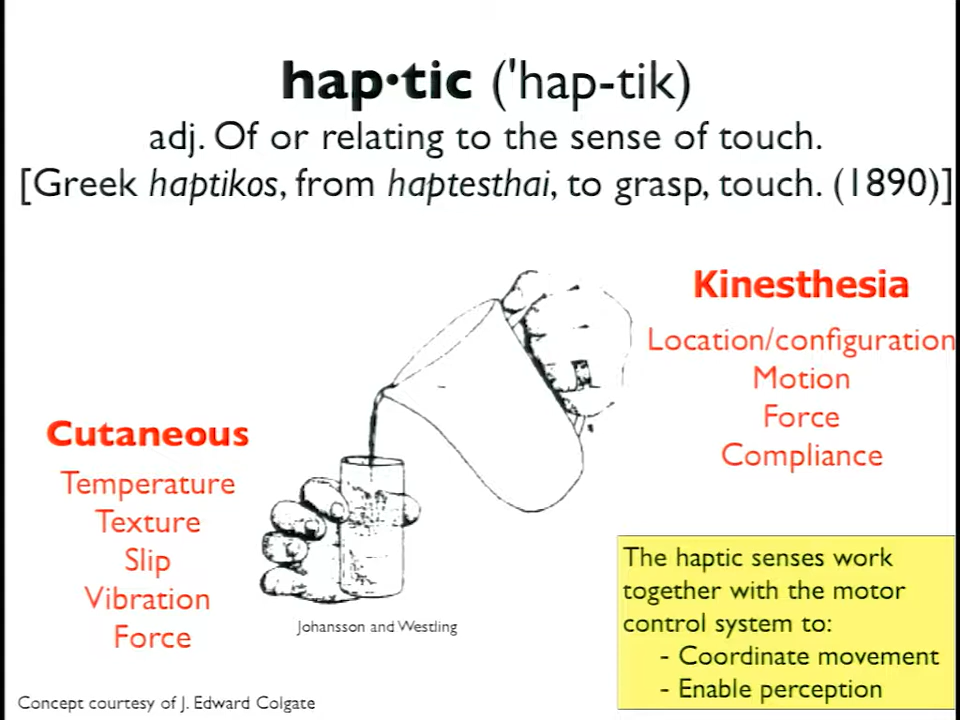 hap·tic ('hap-tik)
adj. Of or relating to the sense of touch.
[Greek haptikos, from haptesthai, to grasp, touch. (1890)]
Kinesthesia
Location/configuration
Motion
Force
Compliance
Cutaneous
Temperature
Texture
Slip
Vibration
Force
Johansson and Westling
The haptic senses work
together with the motor
control system to:
- Coordinate movement
- Enable perception
Concept courtesy of J. Edward Colgate